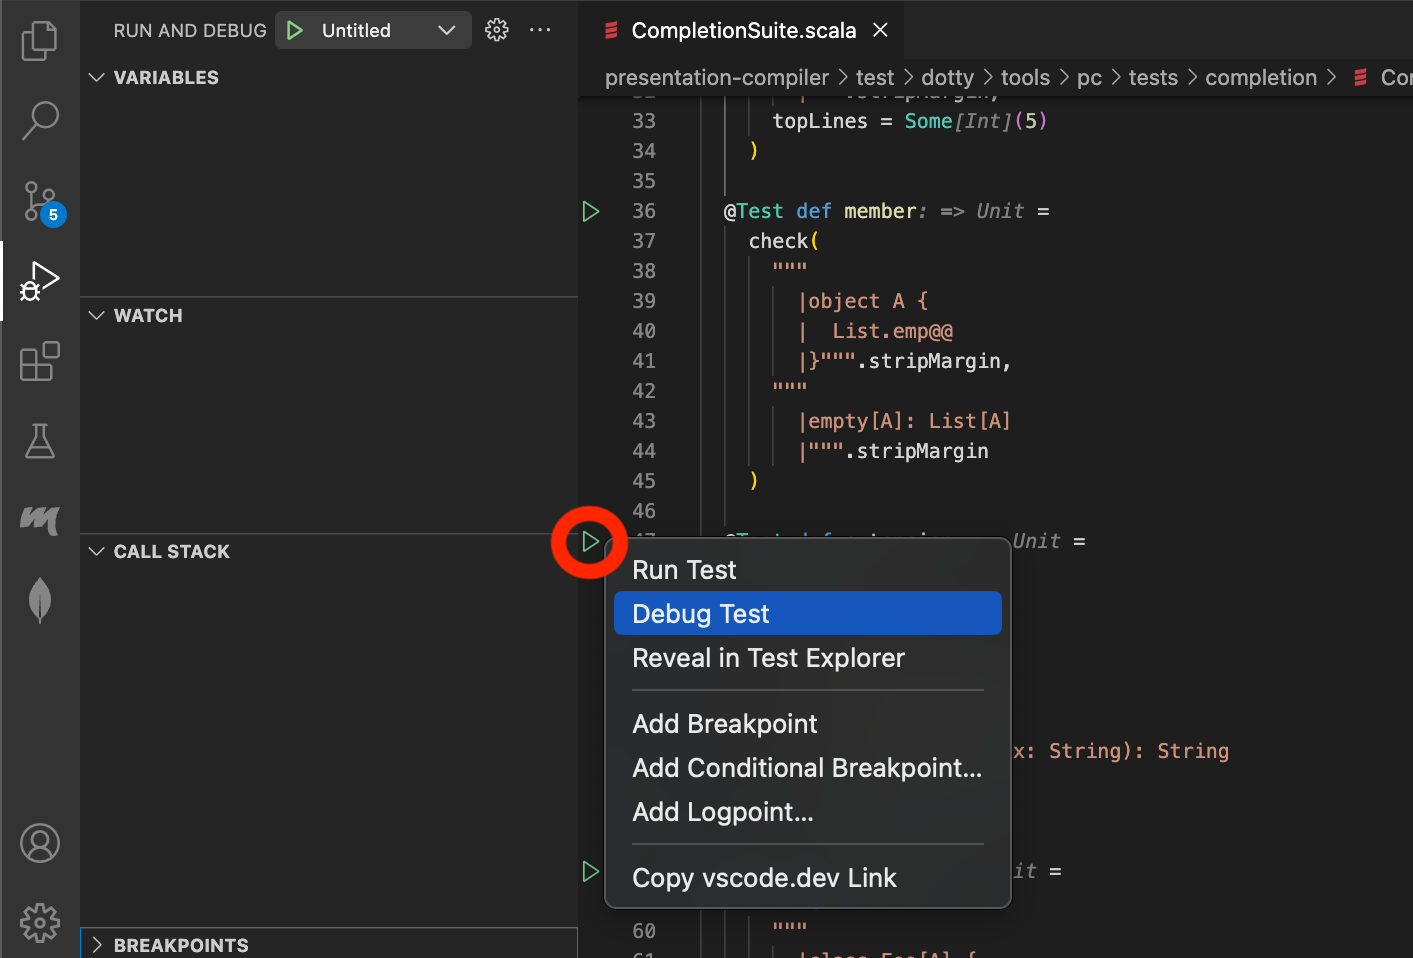 RUN AND DEBUG
Untitled
VARIABLES
5
WATCH
CALL STACK
BREAKPOINTS
CompletionSuite.scala
presentation-compiler > test > dotty > tools > pc > tests > completion >
33 topLines = Some[Int](5)
34 )
35
36 @Test def member: => Unit =
37 check(
38 """
39 |object A {
40 |  List.emp@@
41 |}""".stripMargin,
42 """
43 |empty[A]: List[A]
44 |""".stripMargin
45 )
46
Unit =
Run Test
Debug Test
Reveal in Test Explorer
Add Breakpoint
x: String): String
Add Conditional Breakpoint...
Add Logpoint...
Copy vscode.dev Link
it =
60 """